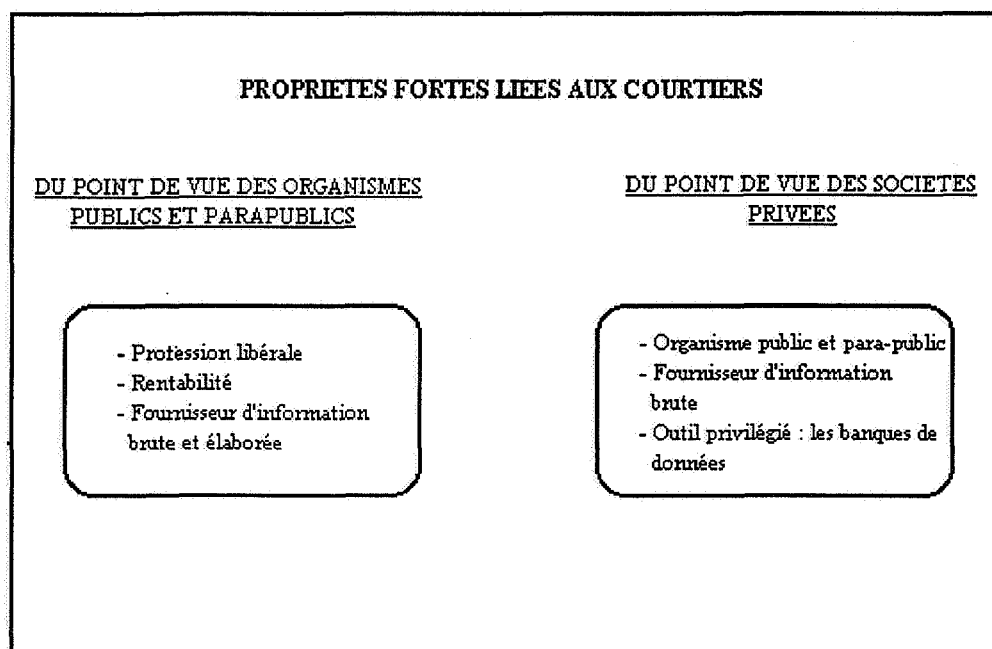 PROPRIETES FORTES LIEES AUX COURTIERS
DU POINT DE VUE DES ORGANISMES
PUBLICS ET PARAPUBLICS
- Profession libérale
- Rentabilité
- Fournisseur d'information
brute et élaborée
DU POINT DE VUE DES SOCIETES
PRIVEES
- Organisme public et para-public
- Fournisseur d'information
brute
- Outil privilégié : les banques de
données